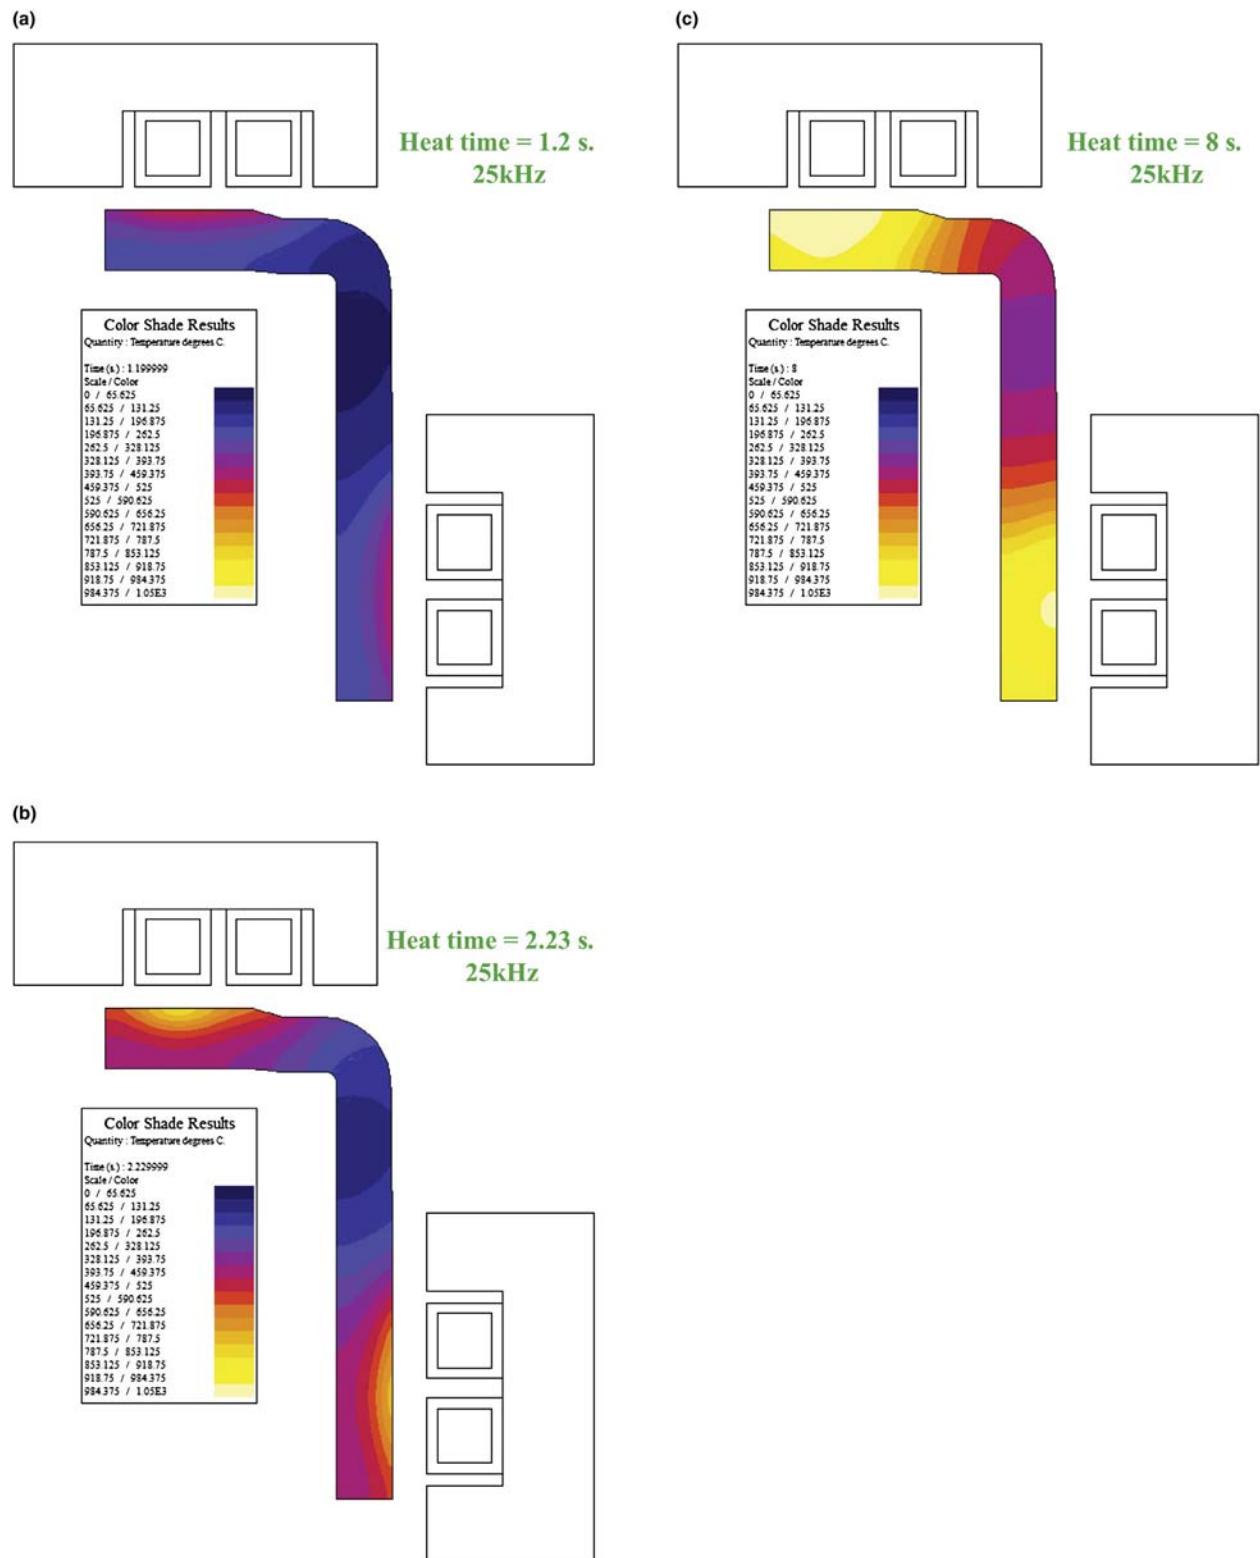 (a)
Heat time = 1.2 s.
25kHz
Color Shade Results
Quantity : Temperature degrees C.
Time (s.) : 1.199999
Scale / Color
0 / 65.625
65.625 / 131.25
131.25 / 196.875
196.875 / 262.5
262.5 / 328.125
328.125 / 393.75
393.75 / 459.375
459.375 / 525
525 / 590.625
590.625 / 656.25
656.25 / 721.875
721.875 / 787.5
787.5 / 853.125
853.125 / 918.75
918.75 / 984.375
984.375 / 1.05E3
(c)
Heat time = 8 s.
25kHz
Color Shade Results
Quantity : Temperature degrees C.
Time (s.) : 8
Scale / Color
0 / 65.625
65.625 / 131.25
131.25 / 196.875
196.875 / 262.5
262.5 / 328.125
328.125 / 393.75
393.75 / 459.375
459.375 / 525
525 / 590.625
590.625 / 656.25
656.25 / 721.875
721.875 / 787.5
787.5 / 853.125
853.125 / 918.75
918.75 / 984.375
984.375 / 1.05E3
(b)
Heat time = 2.23 s.
25kHz
Color Shade Results
Quantity : Temperature degrees C.
Time (s.) : 2.229999
Scale / Color
0 / 65.625
65.625 / 131.25
131.25 / 196.875
196.875 / 262.5
262.5 / 328.125
328.125 / 393.75
393.75 / 459.375
459.375 / 525
525 / 590.625
590.625 / 656.25
656.25 / 721.875
721.875 / 787.5
787.5 / 853.125
853.125 / 918.75
918.75 / 984.375
984.375 / 1.05E3